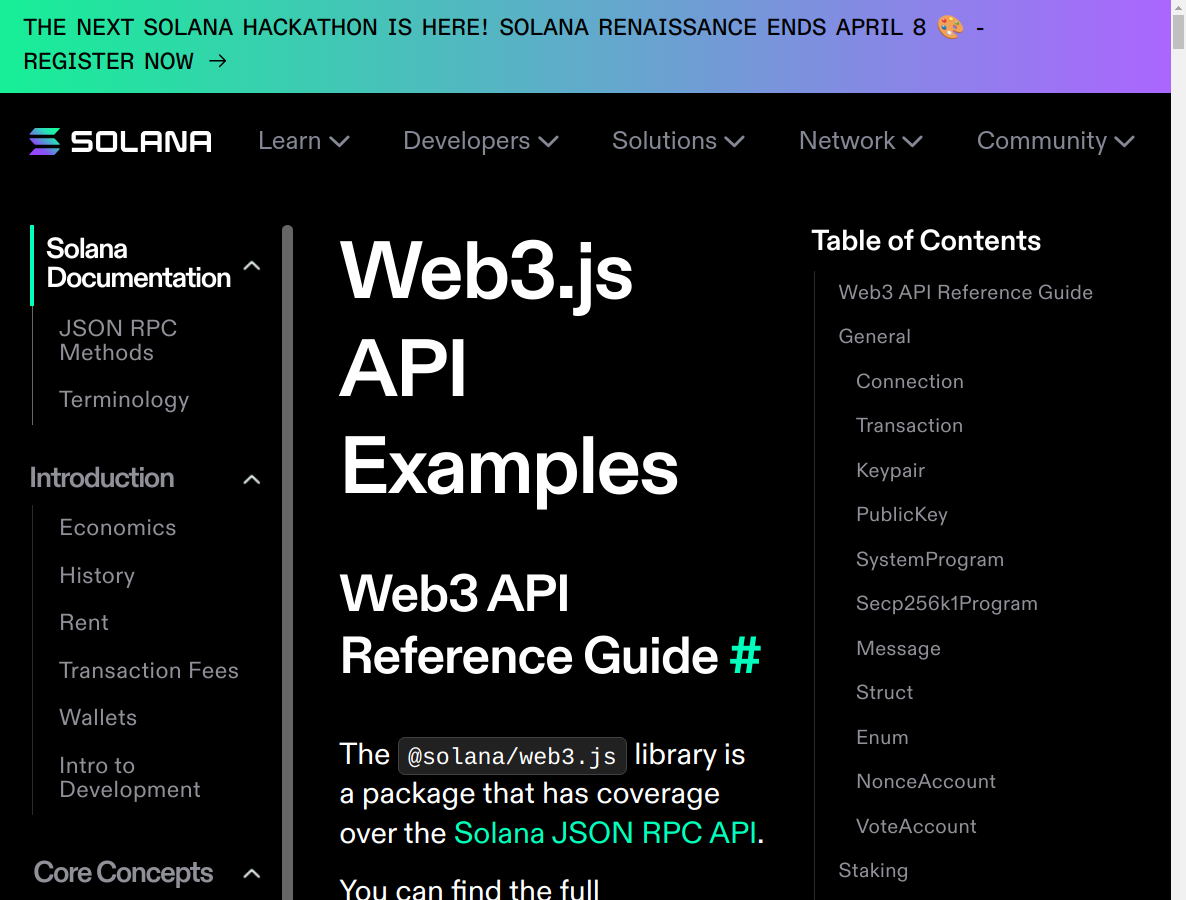 THE NEXT SOLANA HACKATHON IS HERE! SOLANA RENAISSANCE ENDS APRIL 8 🎨 -
REGISTER NOW →
SOLANA
Learn
Developers
Solutions
Network
Community
Solana
Documentation
JSON RPC
Methods
Terminology
Introduction
Economics
History
Rent
Transaction Fees
Wallets
Intro to
Development
Core Concepts
Web3.js
API
Examples
Web3 API
Reference Guide #
The @solana/web3.js library is
a package that has coverage
over the Solana JSON RPC API.
You can find the full
Table of Contents
Web3 API Reference Guide
General
Connection
Transaction
Keypair
PublicKey
SystemProgram
Secp256k1Program
Message
Struct
Enum
NonceAccount
VoteAccount
Staking